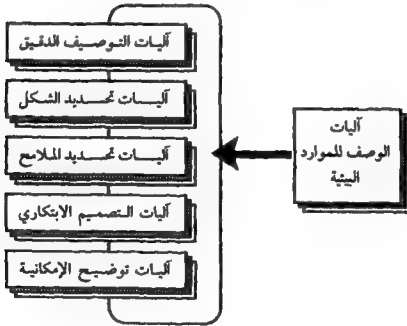 آليات
الوصف للموارد
البيئية
آليات التوصيف الدقيق
آليات تحديد الشكل
آليات تحديد الملامح
آليات التصميم الابتكاري
آليات توضيح الإمكانية